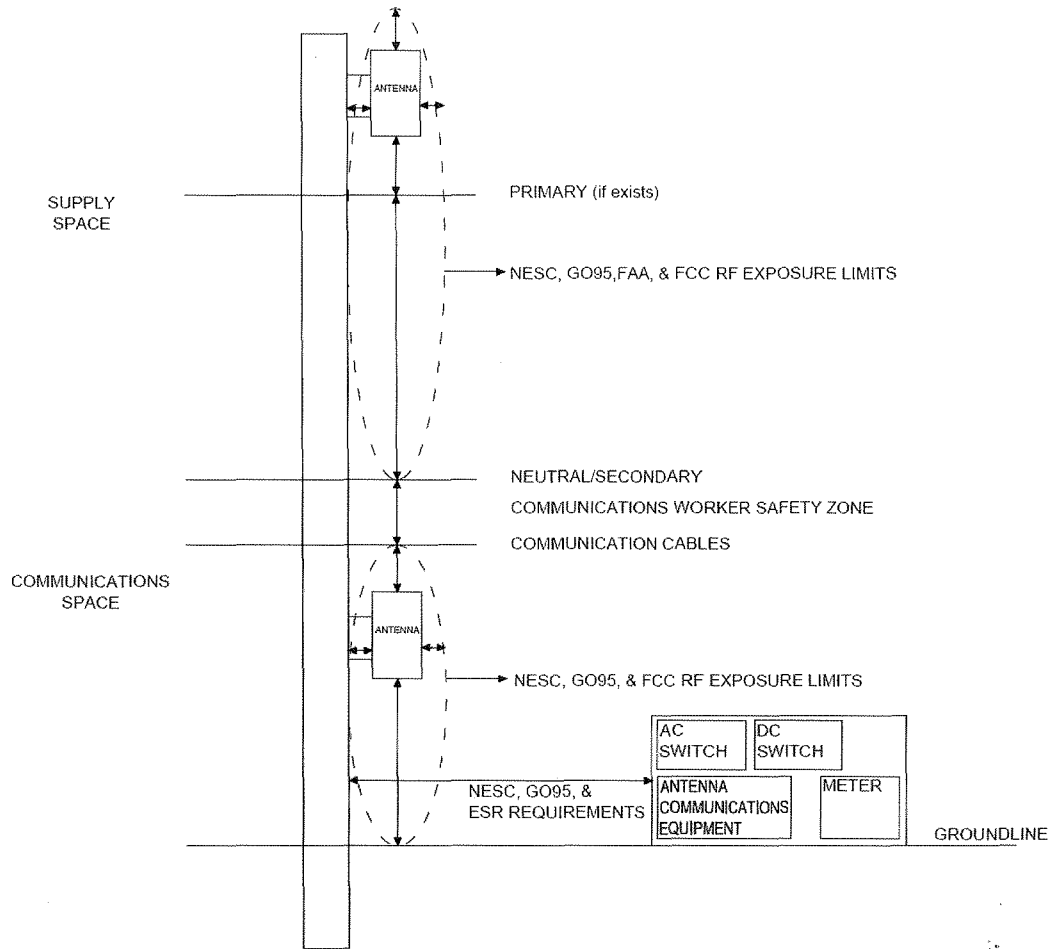 ANTENNA
PRIMARY (if exists)
SUPPLY
SPACE
NESC, GO95,FAA, & FCC RF EXPOSURE LIMITS
NEUTRAL/SECONDARY
COMMUNICATIONS WORKER SAFETY ZONE
COMMUNICATION CABLES
COMMUNICATIONS
SPACE
ANTENNA
NESC, GO95, & FCC RF EXPOSURE LIMITS
AC
SWITCH
DC
SWITCH
NESC, GO95, &
ESR REQUIREMENTS
ANTENNA
COMMUNICATIONS
EQUIPMENT
METER
GROUNDLINE